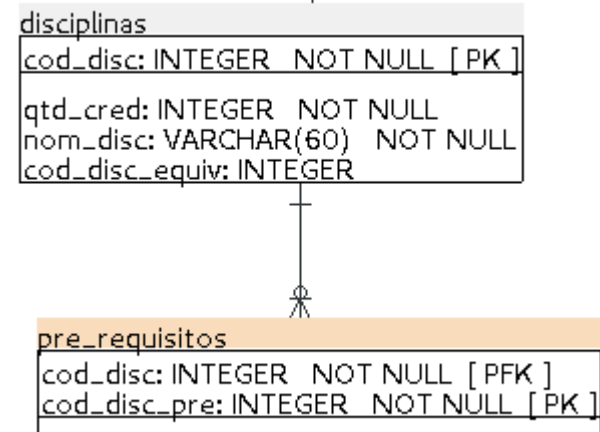 disciplinas
cod_disc: INTEGER NOT NULL [ PK ]
qtd_cred: INTEGER NOT NULL
nom_disc: VARCHAR(60) NOT NULL
cod_disc_equiv: INTEGER
pre_requisitos
cod_disc: INTEGER NOT NULL [ PFK ]
cod_disc_pre: INTEGER NOT NULL [ PK ]